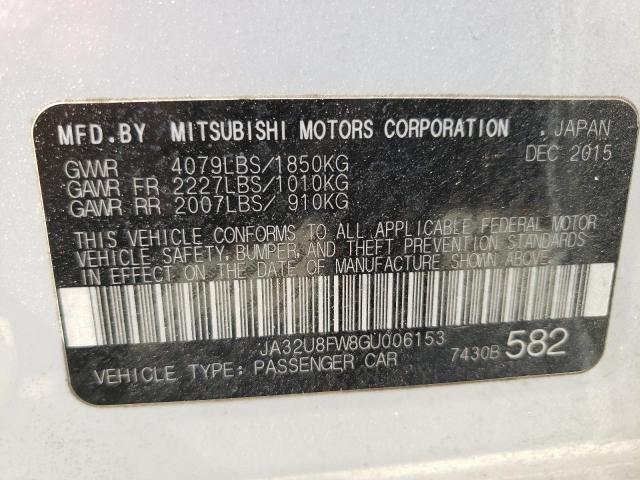 MFD.BY MITSUBISHI MOTORS CORPORATION . JAPAN
GVWR 4079LBS/1850KG DEC 2015
GAWR FR 2227LBS/1010KG
GAWR RR 2007LBS/ 910KG
THIS VEHICLE CONFORMS TO ALL APPLICABLE FEDERAL MOTOR
VEHICLE SAFETY,BUMPER,AND THEFT PREVENTION STANDARDS
IN EFFECT ON THE DATE OF MANUFACTURE SHOWN ABOVE.
JA32U8FW8GU006153
VEHICLE TYPE: PASSENGER CAR 7430B 582